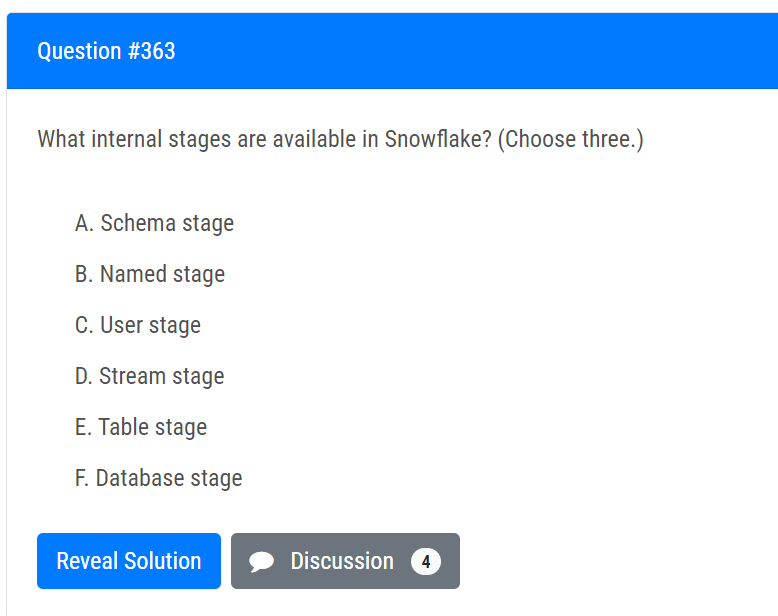 Question #363
What internal stages are available in Snowflake? (Choose three.)
A. Schema stage
B. Named stage
C. User stage
D. Stream stage
E. Table stage
F. Database stage
Reveal Solution
Discussion 4